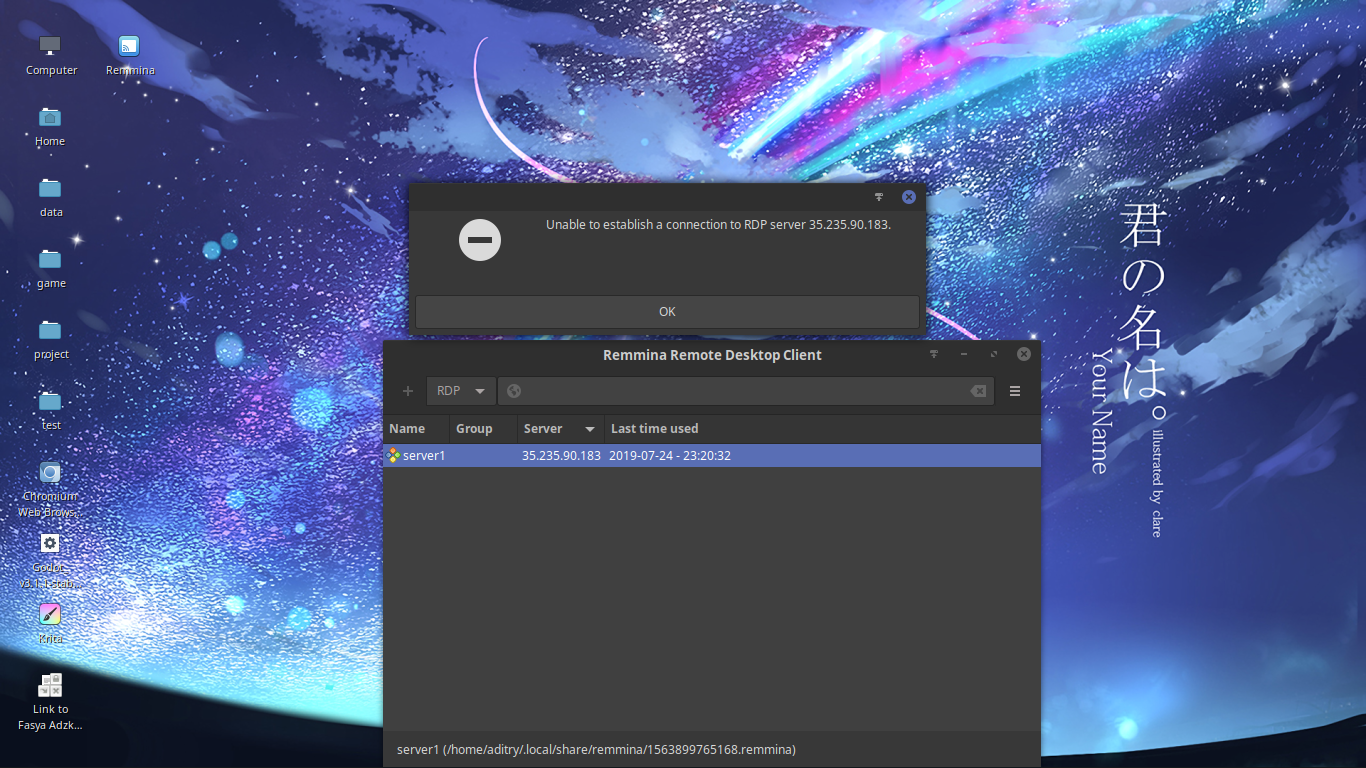 Computer
Remmina
Home
data
game
project
test
Chromium
Web Brows...
Godot_
v3.1.1-stab...
Krita
Link to
Fasya Adzk...
Unable to establish a connection to RDP server 35.235.90.183.
OK
Remmina Remote Desktop Client
RDP
Name Group Server Last time used
server1 35.235.90.183 2019-07-24 - 23:20:32
server1 (/home/aditry/.local/share/remmina/1563899765168.remmina)
君の名は。
Your Name
illustrated by clare